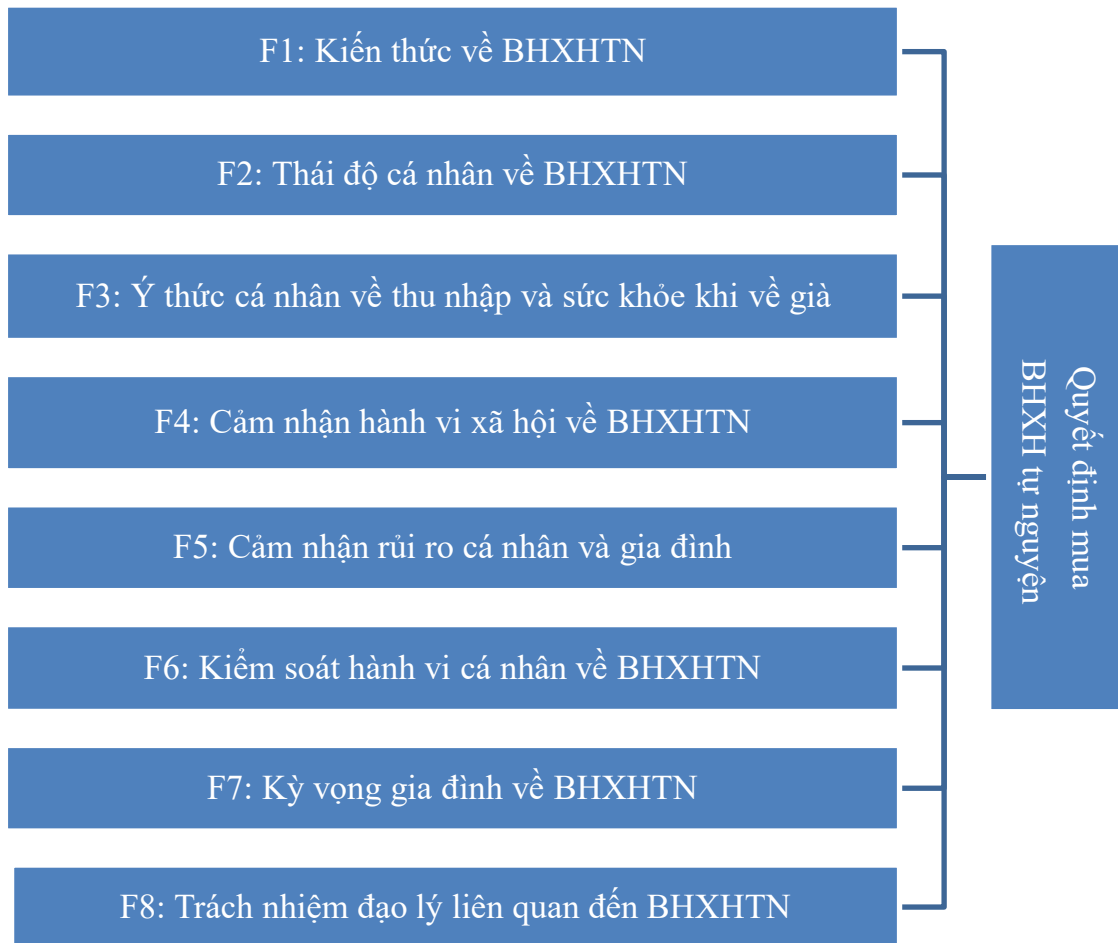 F1: Kiến thức về BHXHTN
F2: Thái độ cá nhân về BHXHTN
F3: Ý thức cá nhân về thu nhập và sức khỏe khi về già
F4: Cảm nhận hành vi xã hội về BHXHTN
F5: Cảm nhận rủi ro cá nhân và gia đình
F6: Kiểm soát hành vi cá nhân về BHXHTN
F7: Kỳ vọng gia đình về BHXHTN
F8: Trách nhiệm đạo lý liên quan đến BHXHTN
Quyết định mua
BHXH tự nguyện